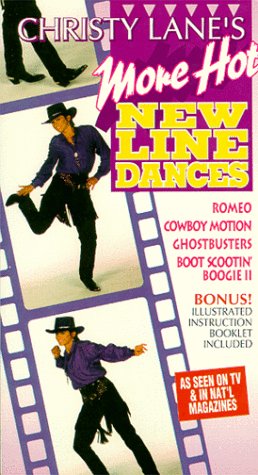 CHRISTY LANE'S
More Hot
NEW
LINE
DANCES
ROMEO
COWBOY MOTION
GHOSTBUSTERS
BOOT SCOOTIN'
BOOGIE II
BONUS!
ILLUSTRATED
INSTRUCTION
BOOKLET
INCLUDED
AS SEEN ON TV
& IN NAT'L
MAGAZINES